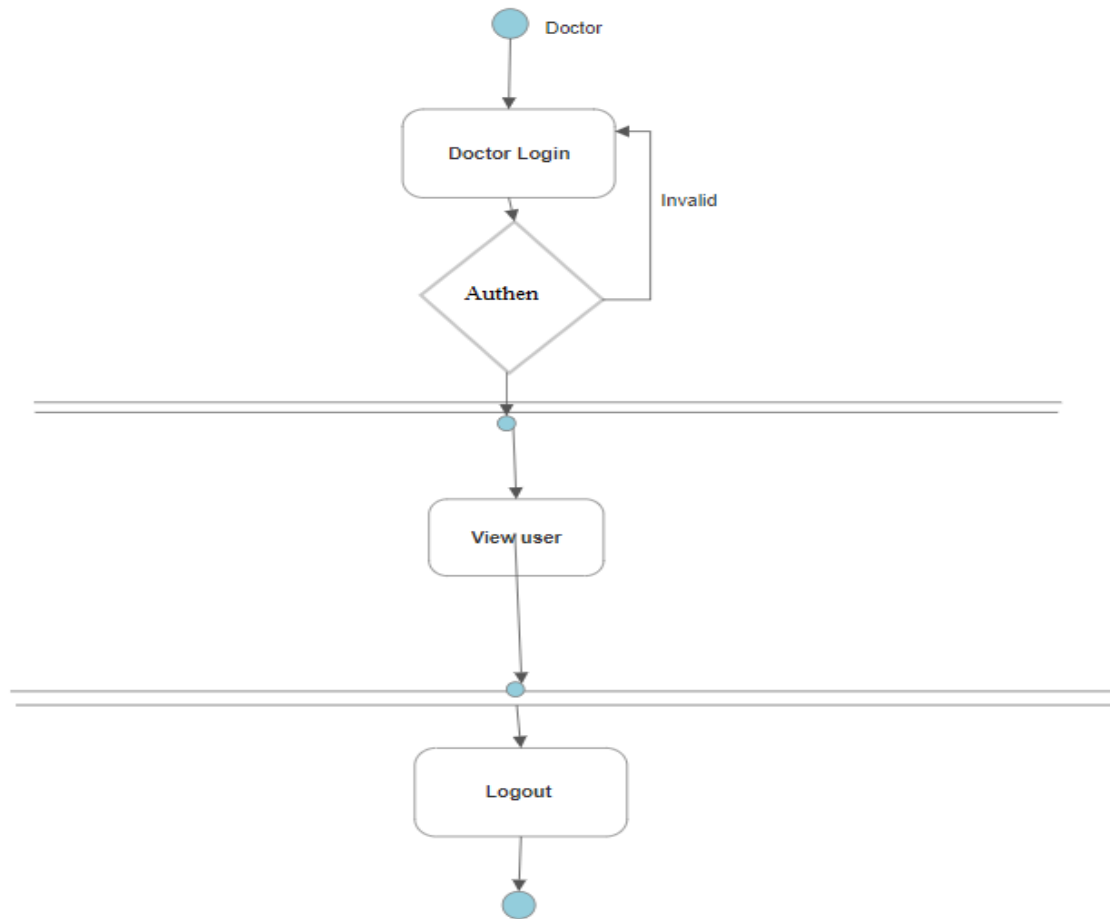 Doctor
Doctor Login
Invalid
Authen
View user
Logout